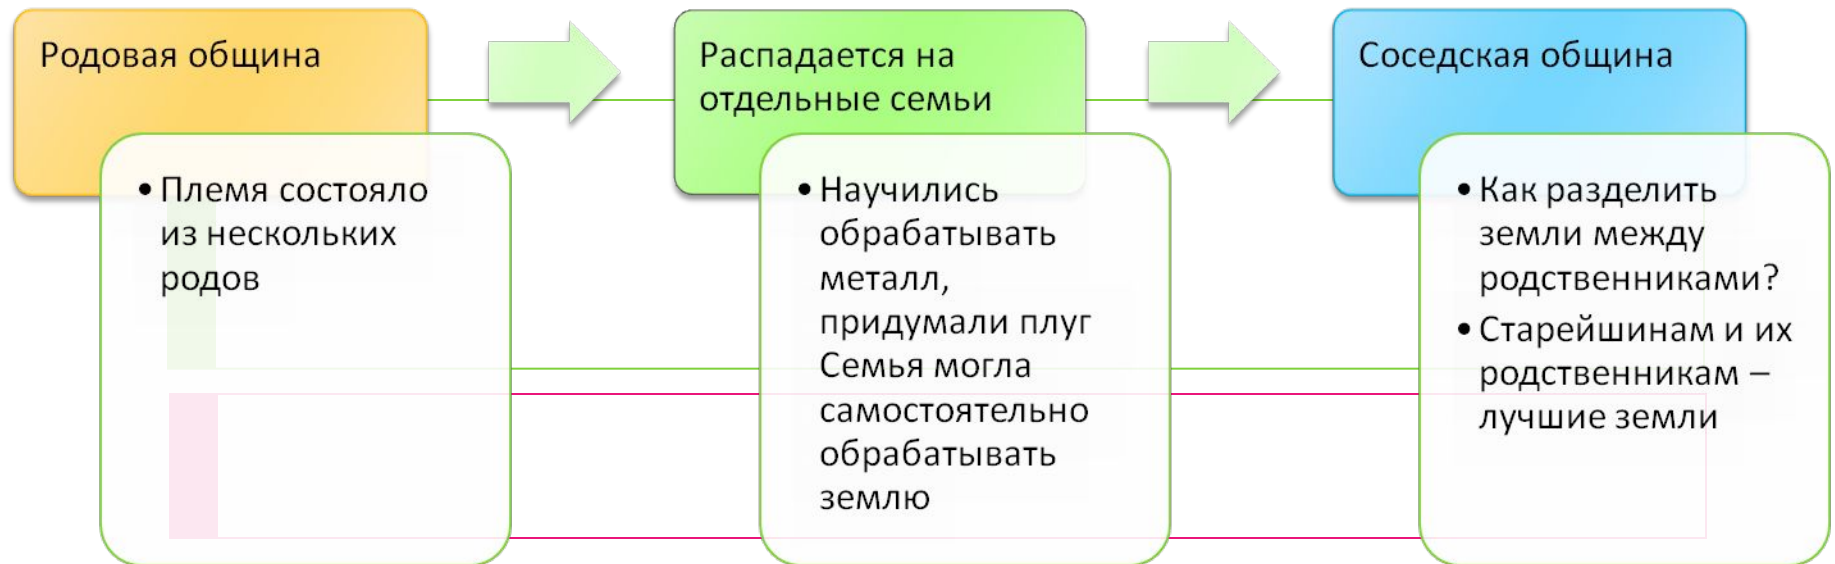 Родовая община
• Племя состояло
из нескольких
родов
Распадается на
отдельные семьи
• Научились
обрабатывать
металл,
придумали плуг
Семья могла
самостоятельно
обрабатывать
землю
Соседская община
• Как разделить
земли между
родственниками?
• Старейшинам и их
родственникам –
лучшие земли